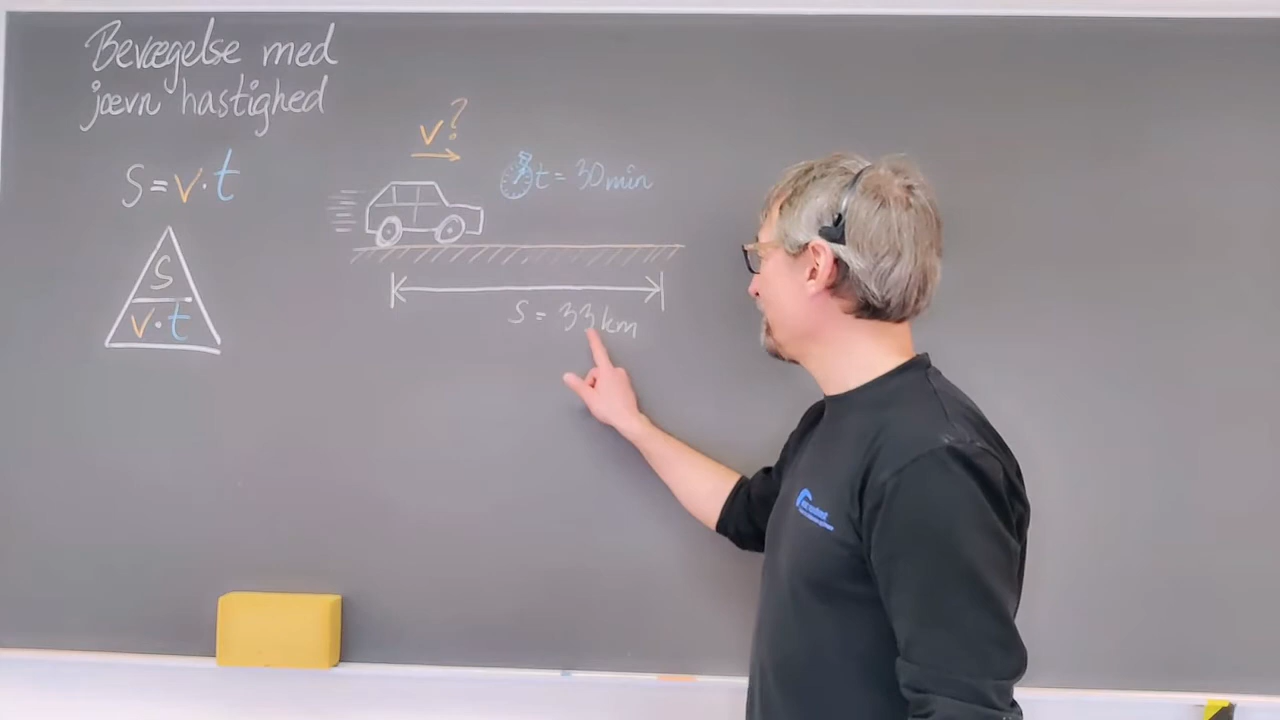 Bevægelse med
jævn hastighed
S = v · t
S
v · t
v?
t = 30 min
S = 33 km